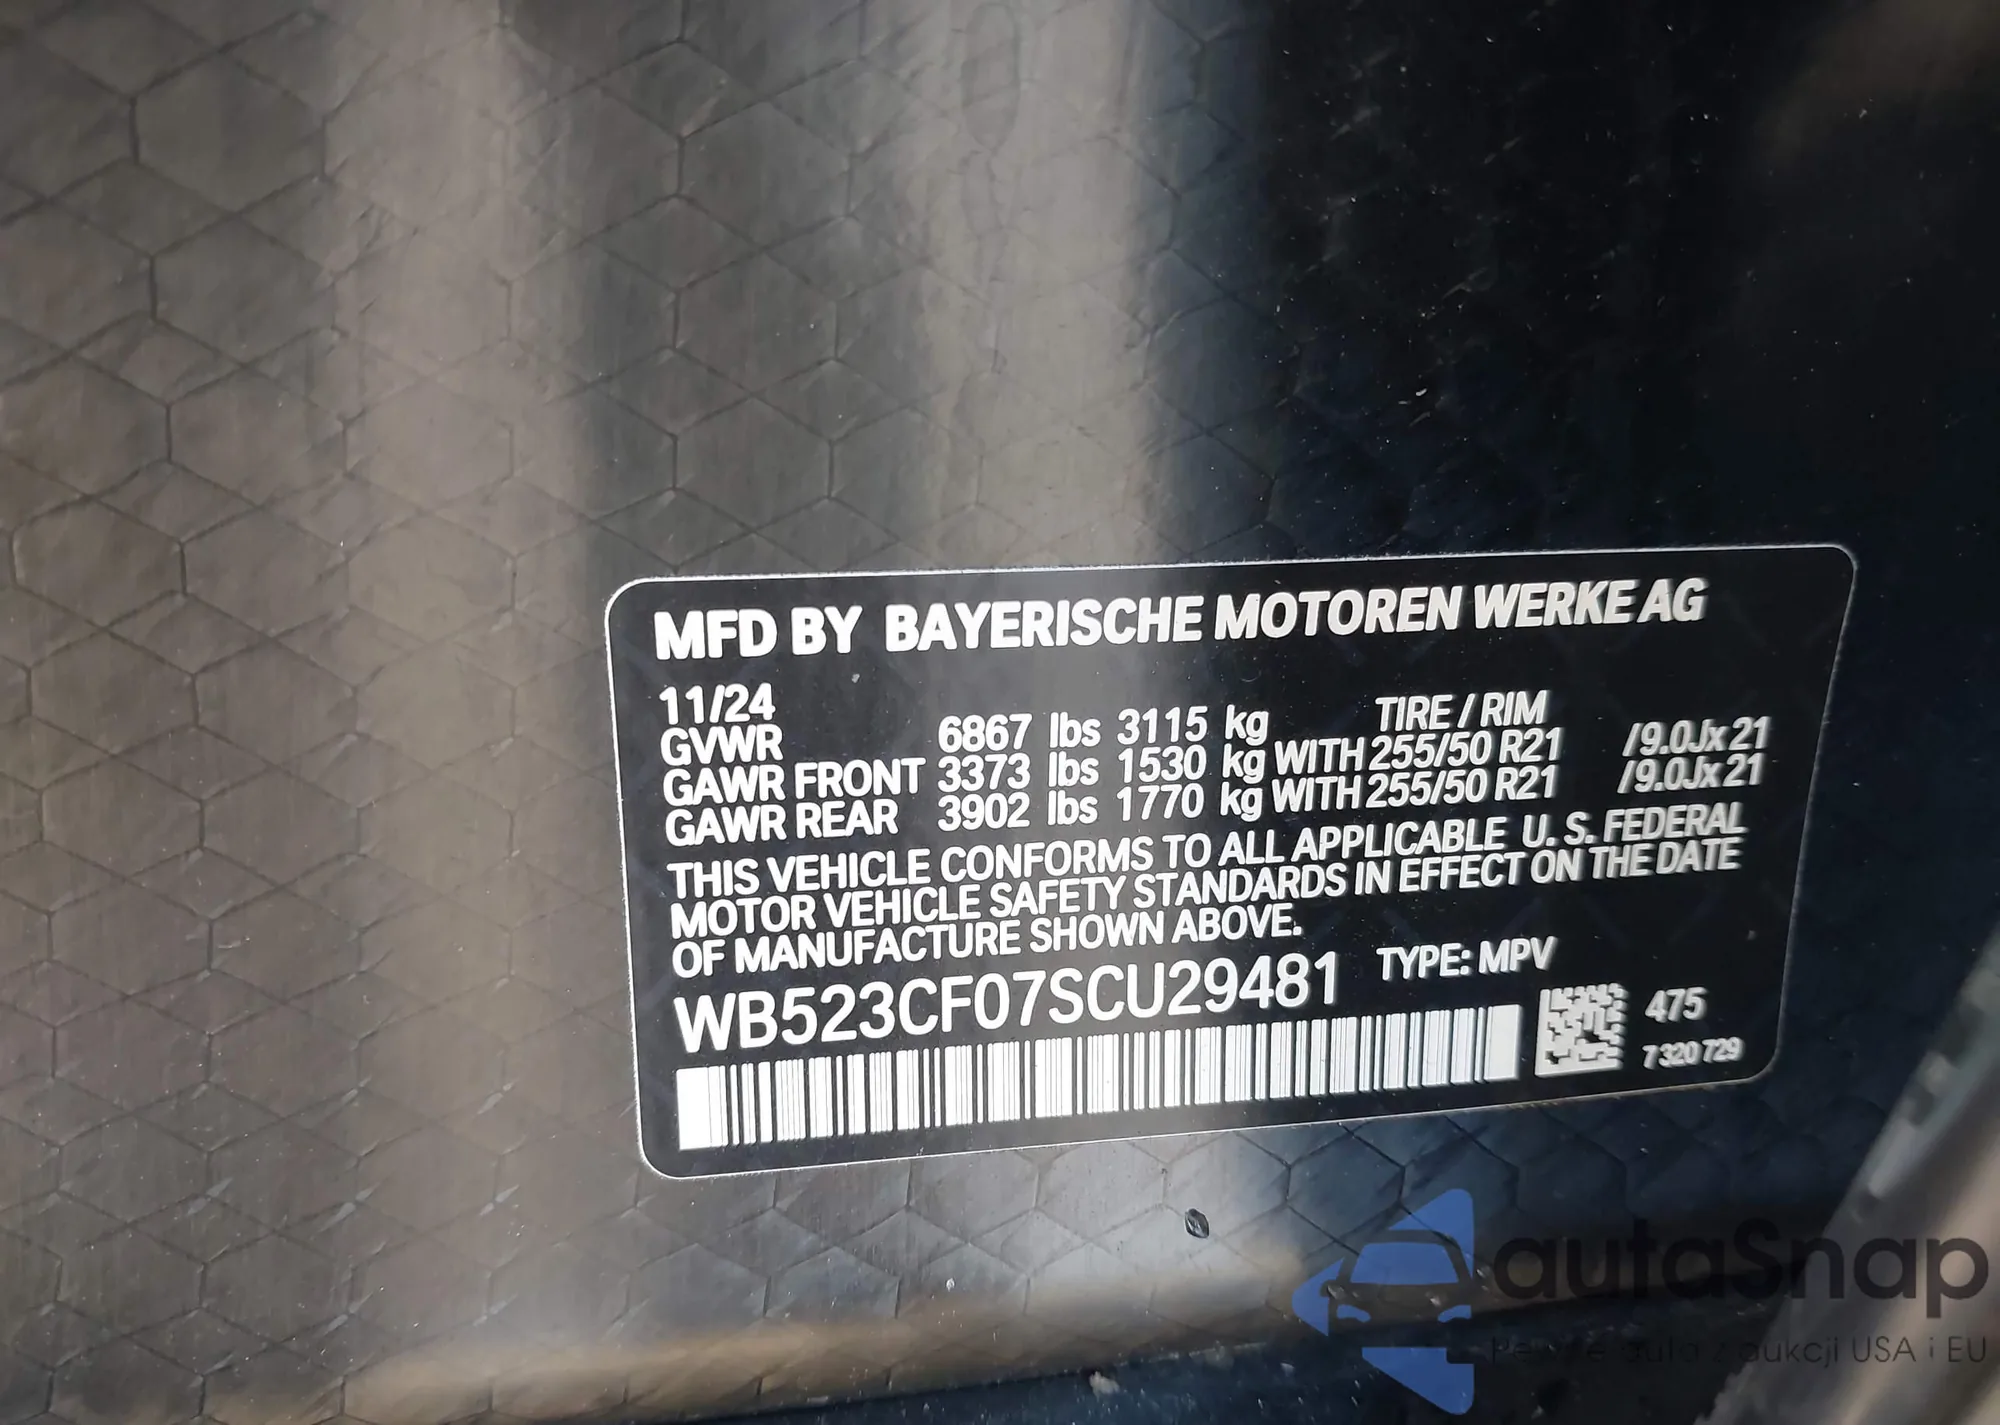 MFD BY BAYERISCHE MOTOREN WERKE AG
11/24 TIRE / RIM
GVWR 6867 lbs 3115 kg
GAWR FRONT 3373 lbs 1530 kg WITH 255/50 R21 /9.0Jx21
GAWR REAR 3902 lbs 1770 kg WITH 255/50 R21 /9.0Jx21
THIS VEHICLE CONFORMS TO ALL APPLICABLE U. S. FEDERAL
MOTOR VEHICLE SAFETY STANDARDS IN EFFECT ON THE DATE
OF MANUFACTURE SHOWN ABOVE.
WB523CF07SCU29481 TYPE: MPV
475
7 320 729
autaSnap
Pewne auta z aukcji USA i EU